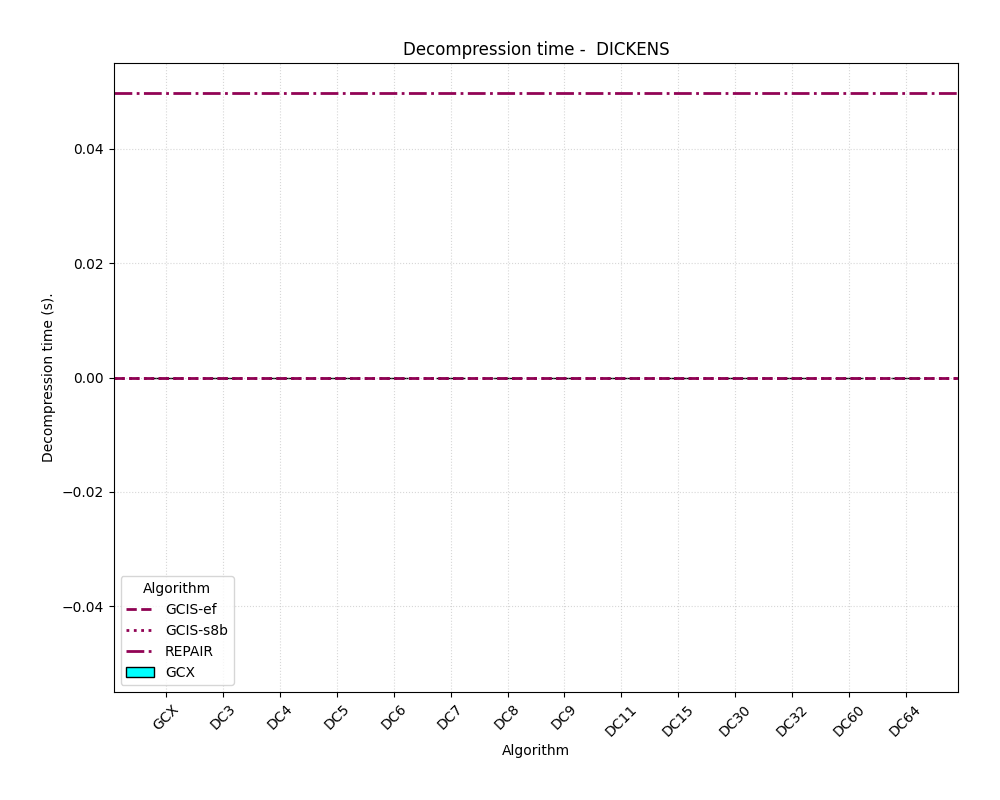 Decompression time -  DICKENS
0.04
0.02
0.00
−0.02
−0.04
Decompression time (s).
Algorithm
GCIS-ef
GCIS-s8b
REPAIR
GCX
GCX
DC3
DC4
DC5
DC6
DC7
DC8
DC9
DC11
DC15
DC30
DC32
DC60
DC64
Algorithm